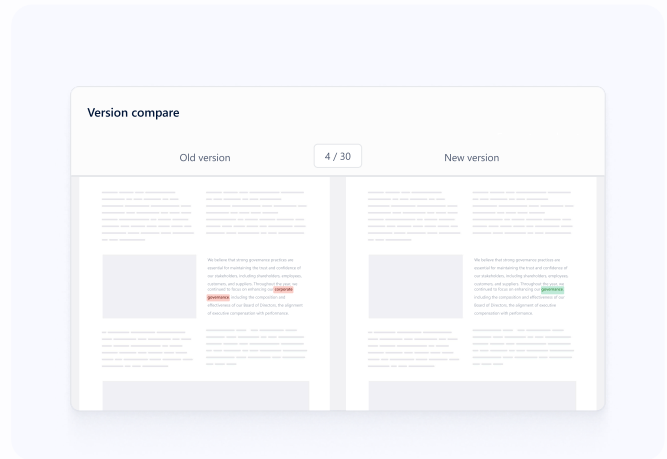 Version compare
Old version
4 / 30
New version
We believe that strong governance practices are
essential for maintaining the trust and confidence of
our stakeholders, including shareholders, employees,
customers, and suppliers. Throughout the year, we
continued to focus on enhancing our corporate
governance, ensuring the composition and
effectiveness of our Board of Directors, the alignment
of executive compensation with performance
We believe that strong governance practices are
essential for maintaining the trust and confidence of
our stakeholders, including shareholders, employees,
customers, and suppliers. Throughout the year, we
continued to focus on enhancing our governance,
including the composition and
effectiveness of our Board of Directors, the alignment of executive
compensation with performance